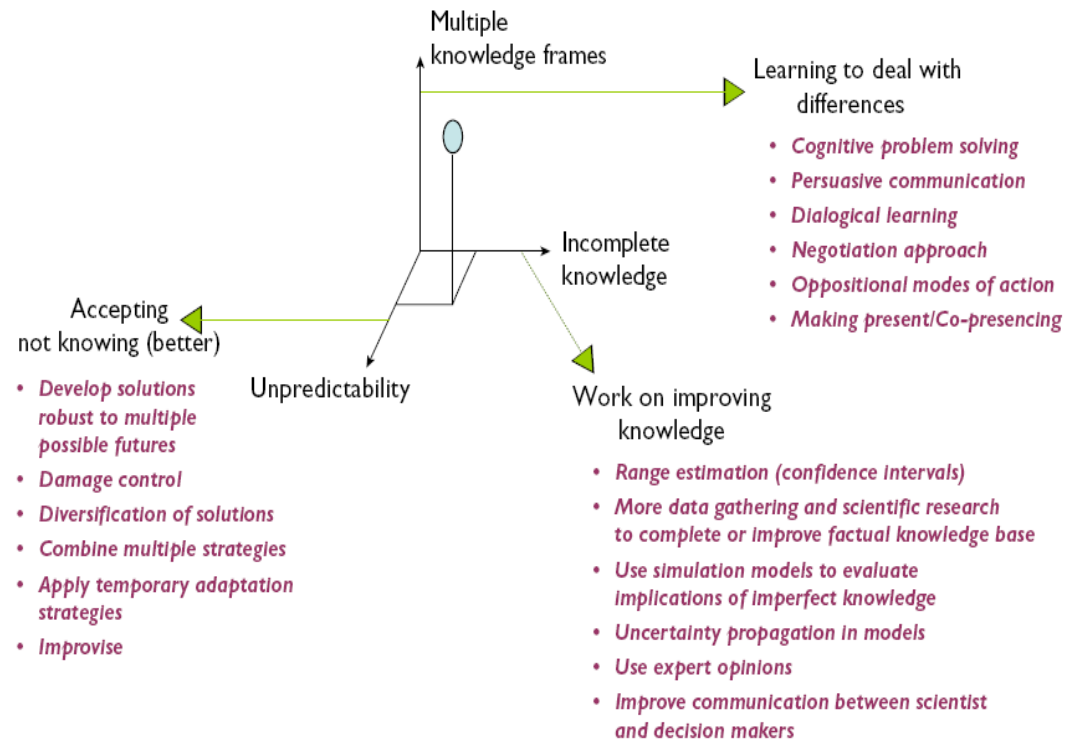 Multiple
knowledge frames
Learning to deal with
differences
• Cognitive problem solving
• Persuasive communication
• Dialogical learning
• Negotiation approach
• Oppositional modes of action
• Making present/Co-presencing
Incomplete
knowledge
Accepting
not knowing (better)
Unpredictability
• Develop solutions
robust to multiple
possible futures
• Damage control
• Diversification of solutions
• Combine multiple strategies
• Apply temporary adaptation
strategies
• Improvise
Work on improving
knowledge
• Range estimation (confidence intervals)
• More data gathering and scientific research
to complete or improve factual knowledge base
• Use simulation models to evaluate
implications of imperfect knowledge
• Uncertainty propagation in models
• Use expert opinions
• Improve communication between scientist
and decision makers